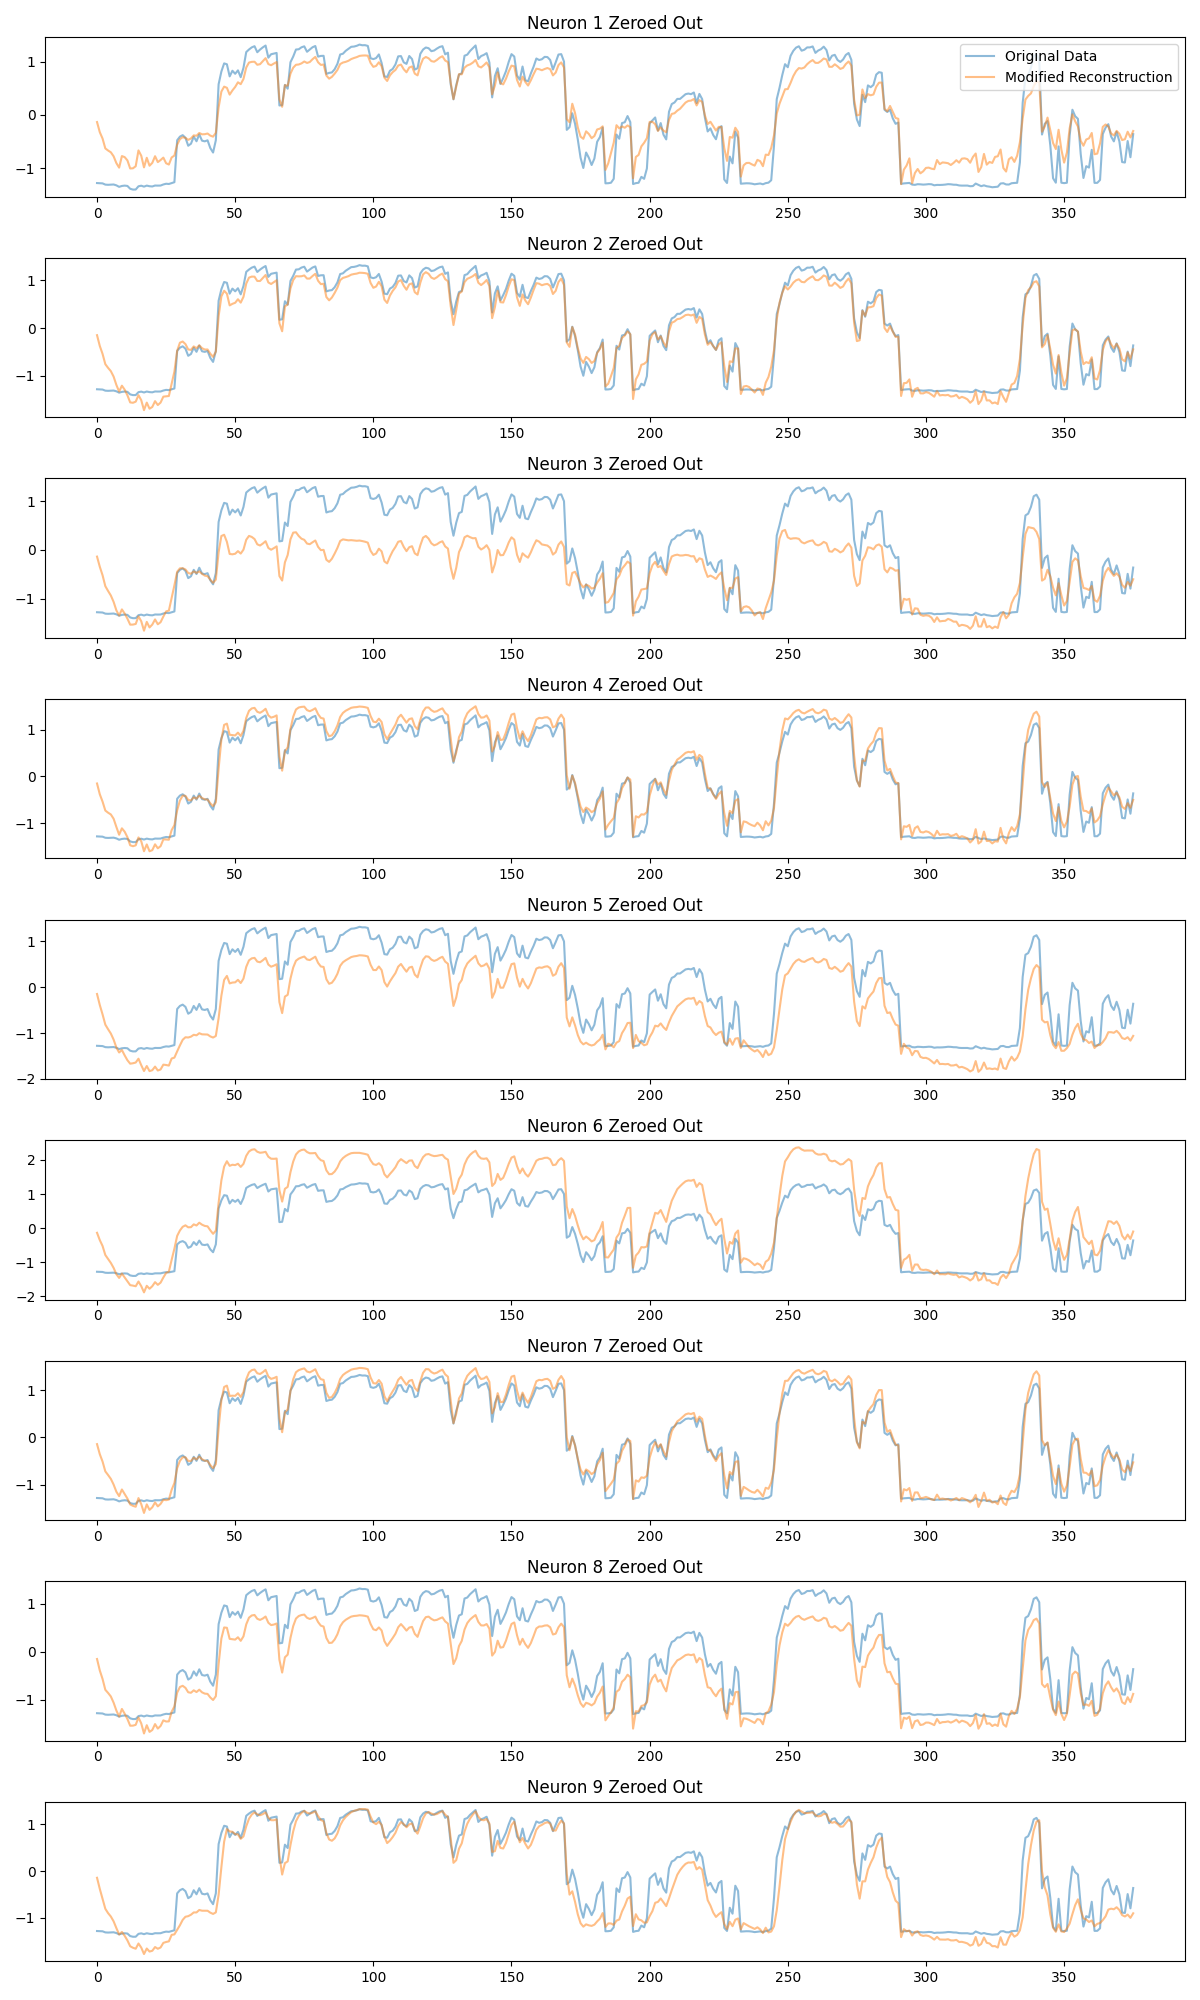 Neuron 1 Zeroed Out
Original Data
Modified Reconstruction
1
0
−1
0 50 100 150 200 250 300 350
Neuron 2 Zeroed Out
1
0
−1
0 50 100 150 200 250 300 350
Neuron 3 Zeroed Out
1
0
−1
0 50 100 150 200 250 300 350
Neuron 4 Zeroed Out
1
0
−1
0 50 100 150 200 250 300 350
Neuron 5 Zeroed Out
1
0
−1
−2
0 50 100 150 200 250 300 350
Neuron 6 Zeroed Out
2
1
0
−1
−2
0 50 100 150 200 250 300 350
Neuron 7 Zeroed Out
1
0
−1
0 50 100 150 200 250 300 350
Neuron 8 Zeroed Out
1
0
−1
0 50 100 150 200 250 300 350
Neuron 9 Zeroed Out
1
0
−1
0 50 100 150 200 250 300 350